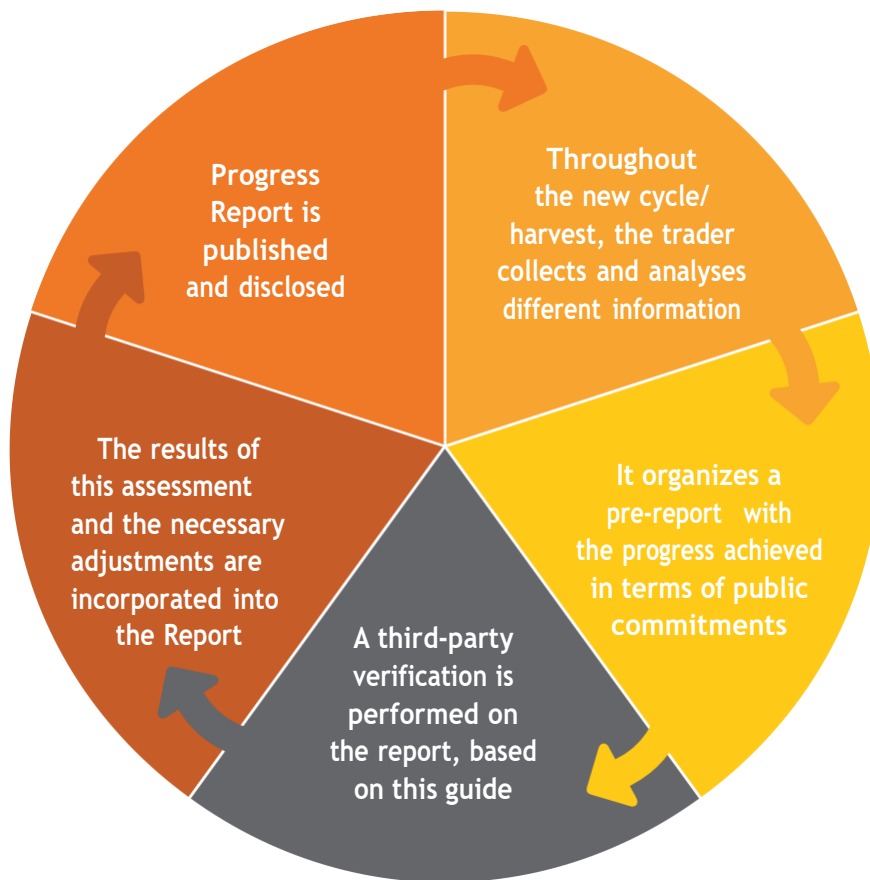 Progress
Report is
published
and disclosed
Throughout
the new cycle/
harvest, the trader
collects and analyses
different information
It organizes a
pre-report with
the progress achieved
in terms of public
commitments
A third-party
verification is
performed on
the report, based
on this guide
The results of
this assessment
and the necessary
adjustments are
incorporated into
the Report